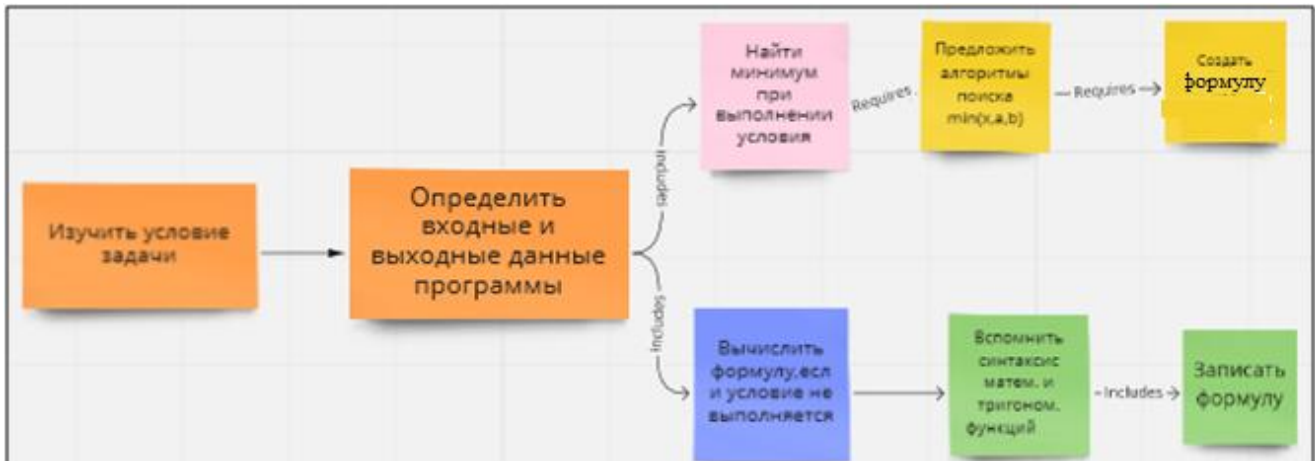 Изучить условие
задачи
Определить
входные и
выходные данные
программы
includes
Найти
минимум
при
выполнении
условия
Requires
Предложить
алгоритмы
поиска
min(x,a,b)
Requires
Создать
формулу
includes
Вычислить
формулу,есл
и условие не
выполняется
Вспомнить
синтаксис
матем. и
тригоном.
функций
Includes
Записать
формулу